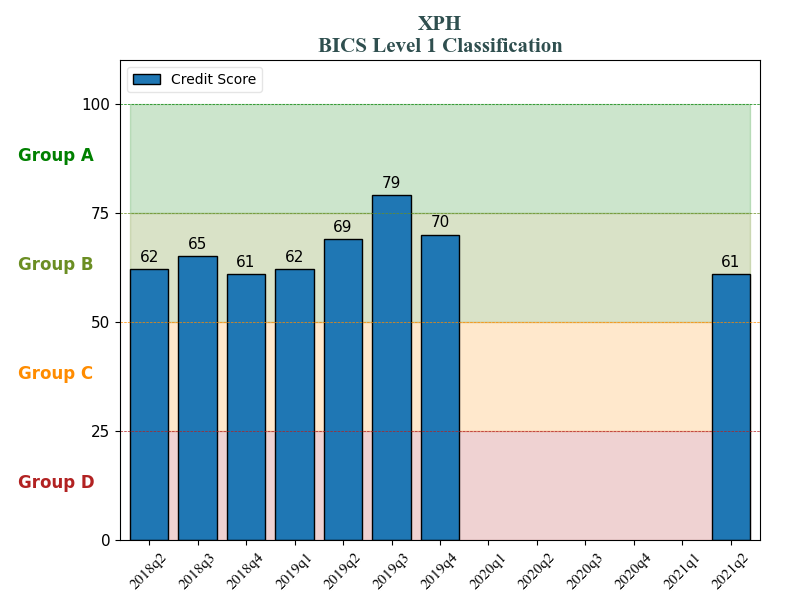 XPH
BICS Level 1 Classification
Credit Score
100
Group A
79
75
70
69
65
62
62
61
61
Group B
50
Group C
25
Group D
0
2018q2
2018q3
2018q4
2019q1
2019q2
2019q3
2019q4
2020q1
2020q2
2020q3
2020q4
2021q1
2021q2